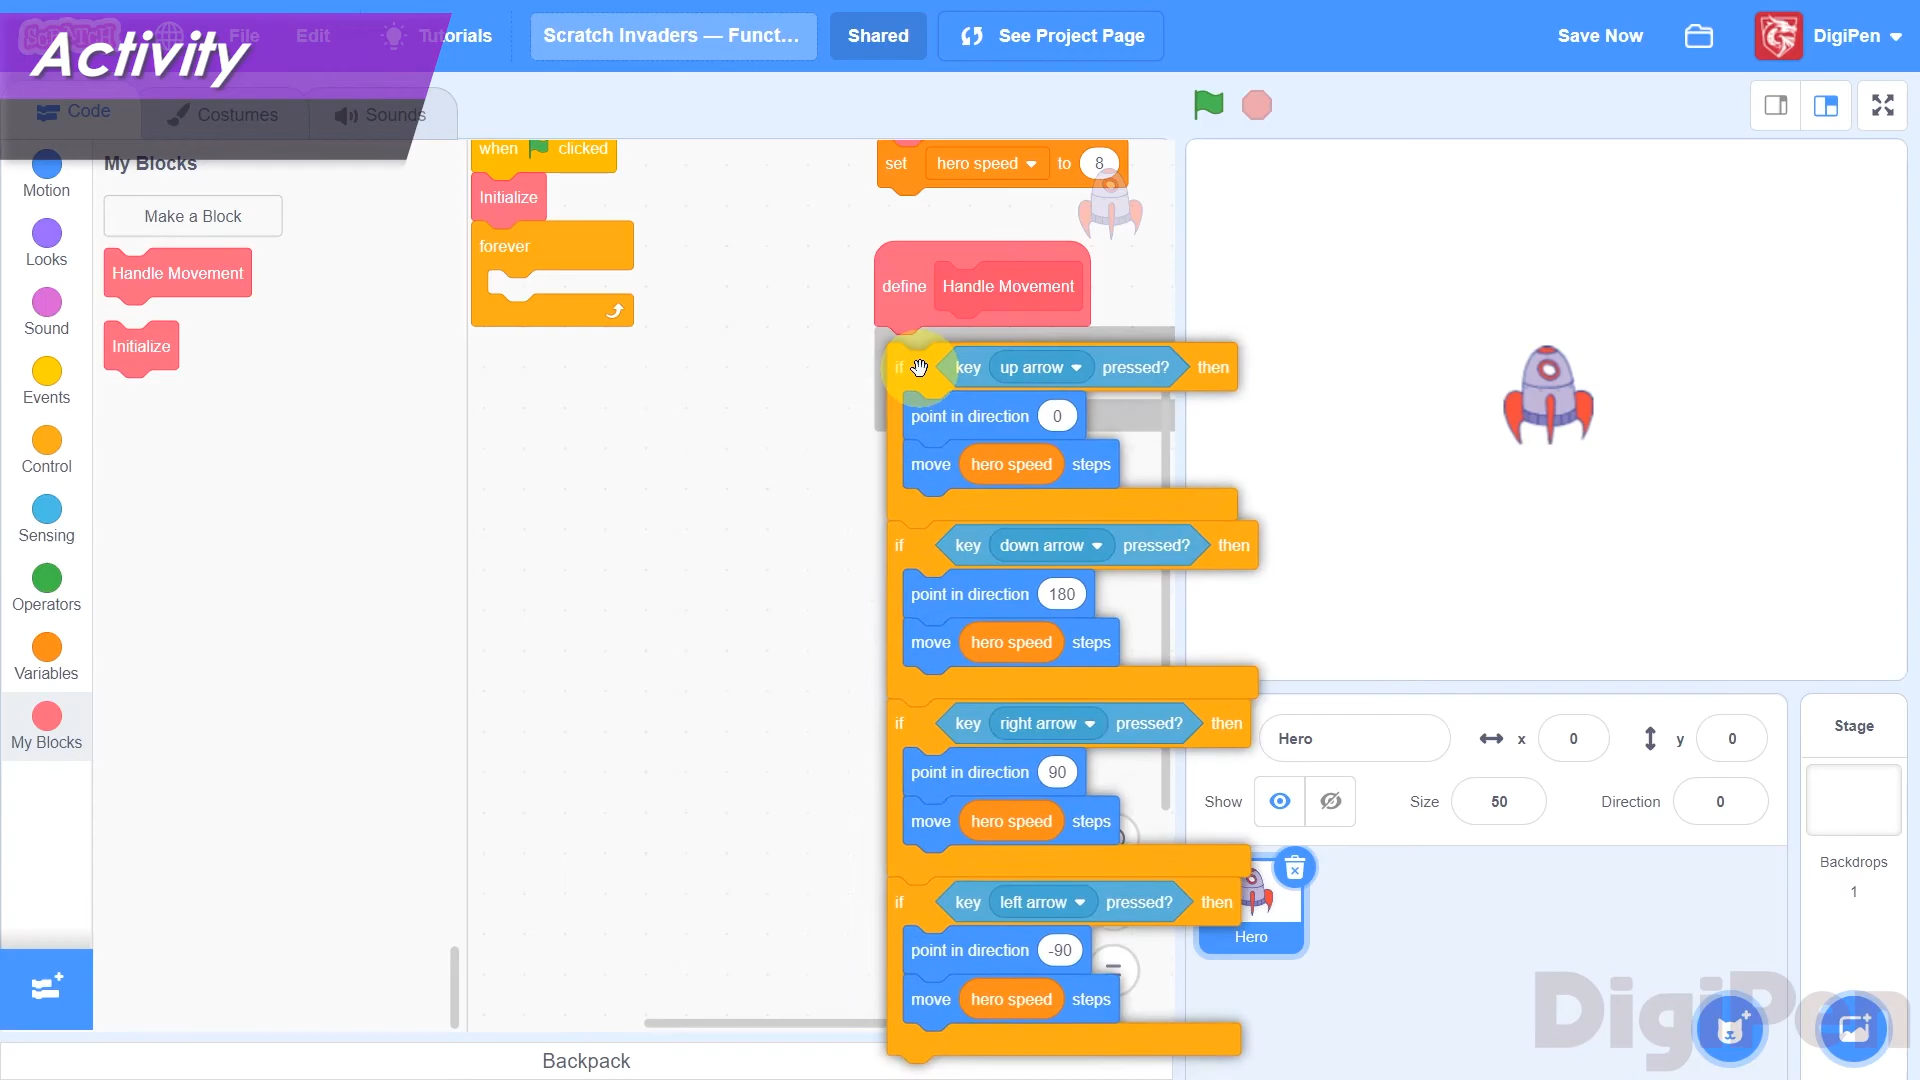 Activity
SCRATCH
File
Edit
Tutorials
Scratch Invaders — Funct...
Shared
See Project Page
Save Now
DigiPen
Code
Costumes
Sounds
Motion
Looks
Sound
Events
Control
Sensing
Operators
Variables
My Blocks
My Blocks
Make a Block
Handle Movement
Initialize
when clicked
Initialize
forever
set hero speed to 8
define Handle Movement
if key up arrow pressed? then
point in direction 0
move hero speed steps
if key down arrow pressed? then
point in direction 180
move hero speed steps
if key right arrow pressed? then
point in direction 90
move hero speed steps
if key left arrow pressed? then
point in direction -90
move hero speed steps
Backpack
Hero
x 0
y 0
Show
Size 50
Direction 0
Hero
Stage
Backdrops
1
DigiPen